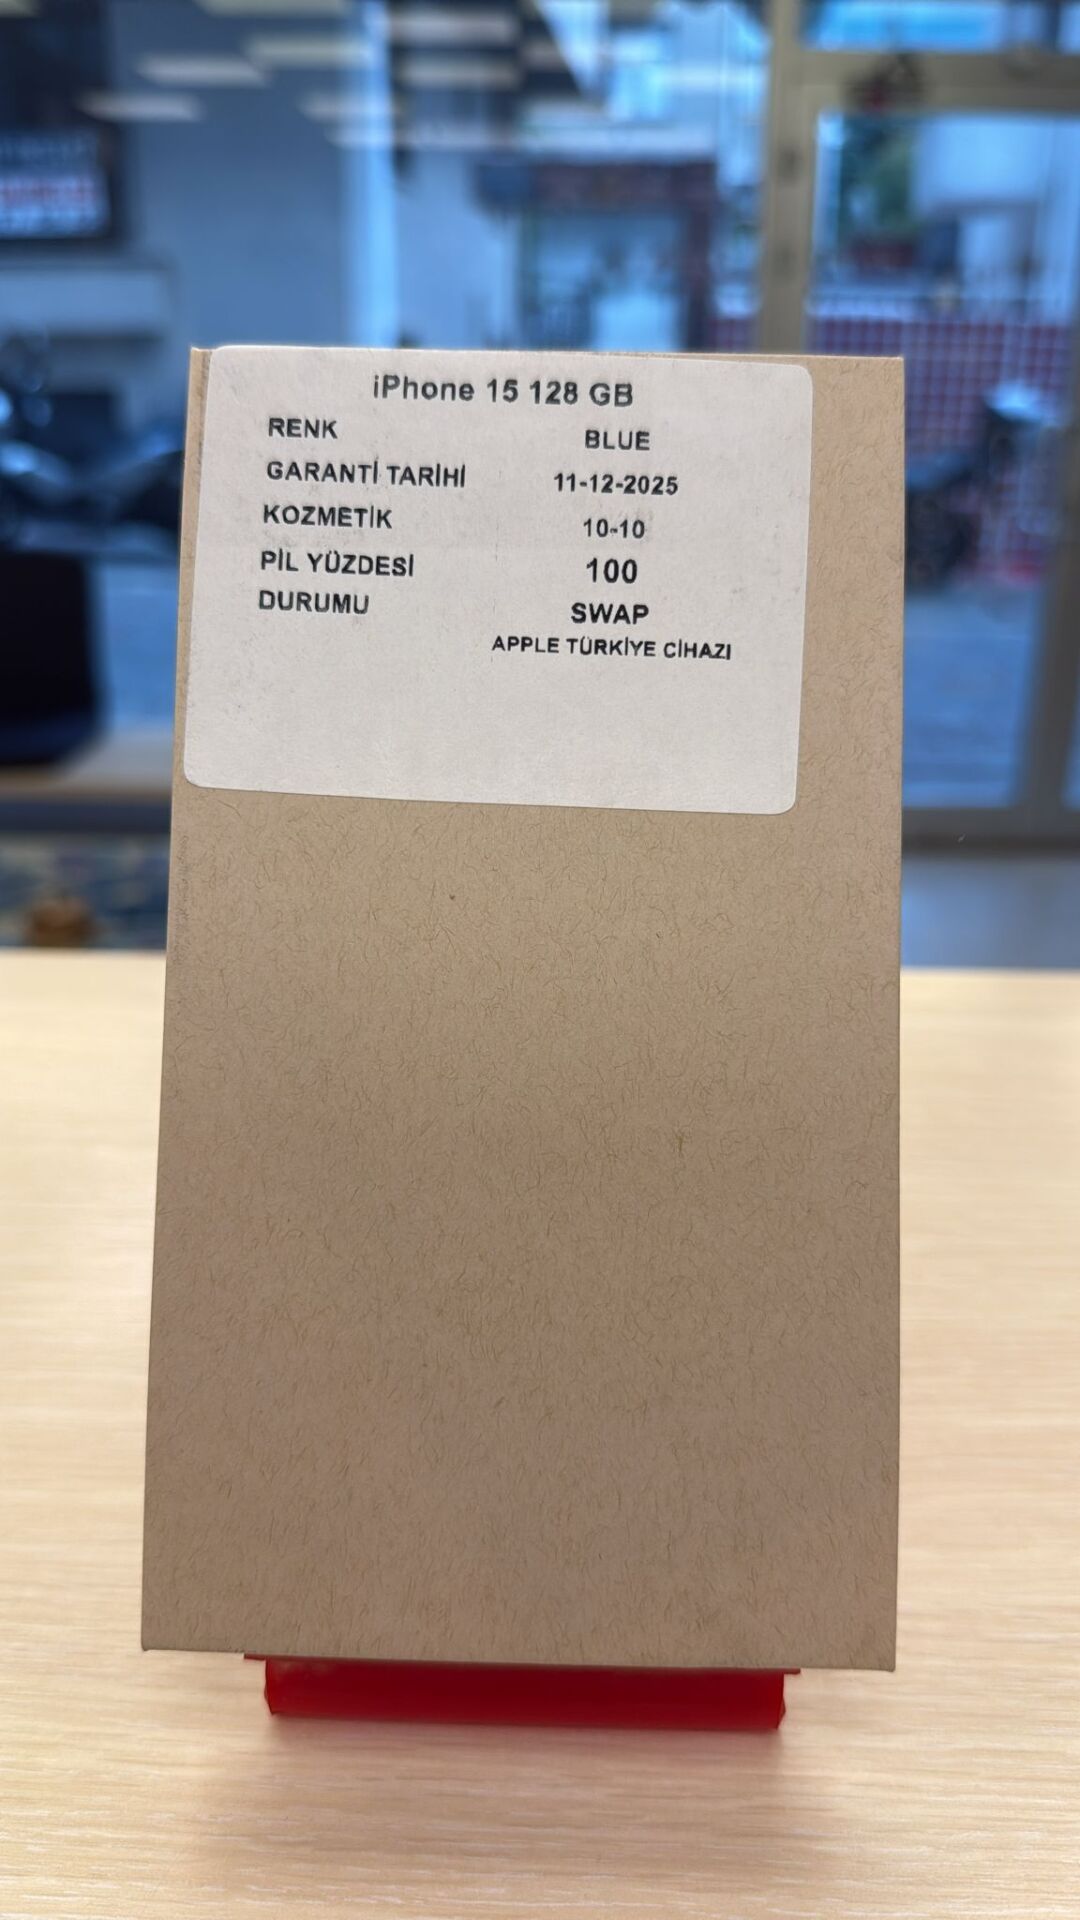 iPhone 15 128 GB
RENK BLUE
GARANTİ TARİHİ 11-12-2025
KOZMETİK 10-10
PİL YÜZDESİ 100
DURUMU SWAP
APPLE TÜRKİYE CİHAZI